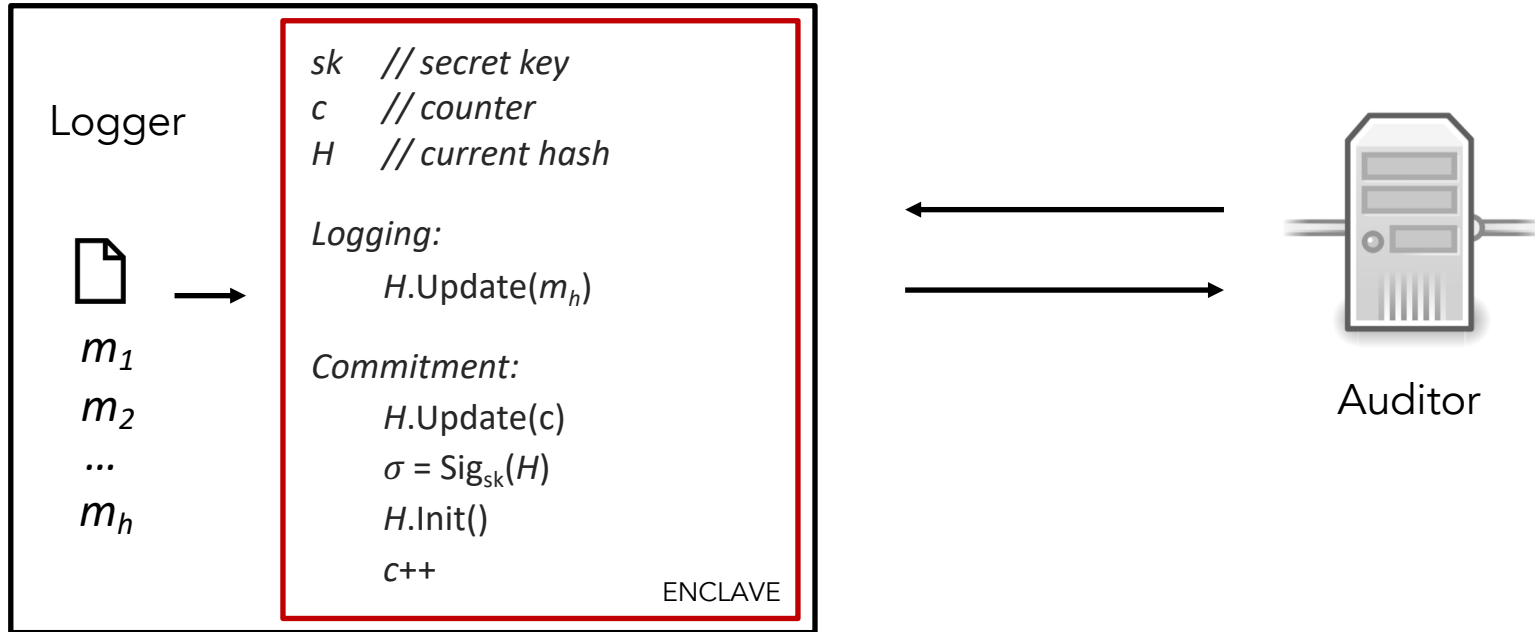 Logger
m₁
m₂
...
mₕ
sk // secret key
c // counter
H // current hash
Logging:
H.Update(mₕ)
Commitment:
H.Update(c)
σ = Sigₛₖ(H)
H.Init()
c++
ENCLAVE
Auditor